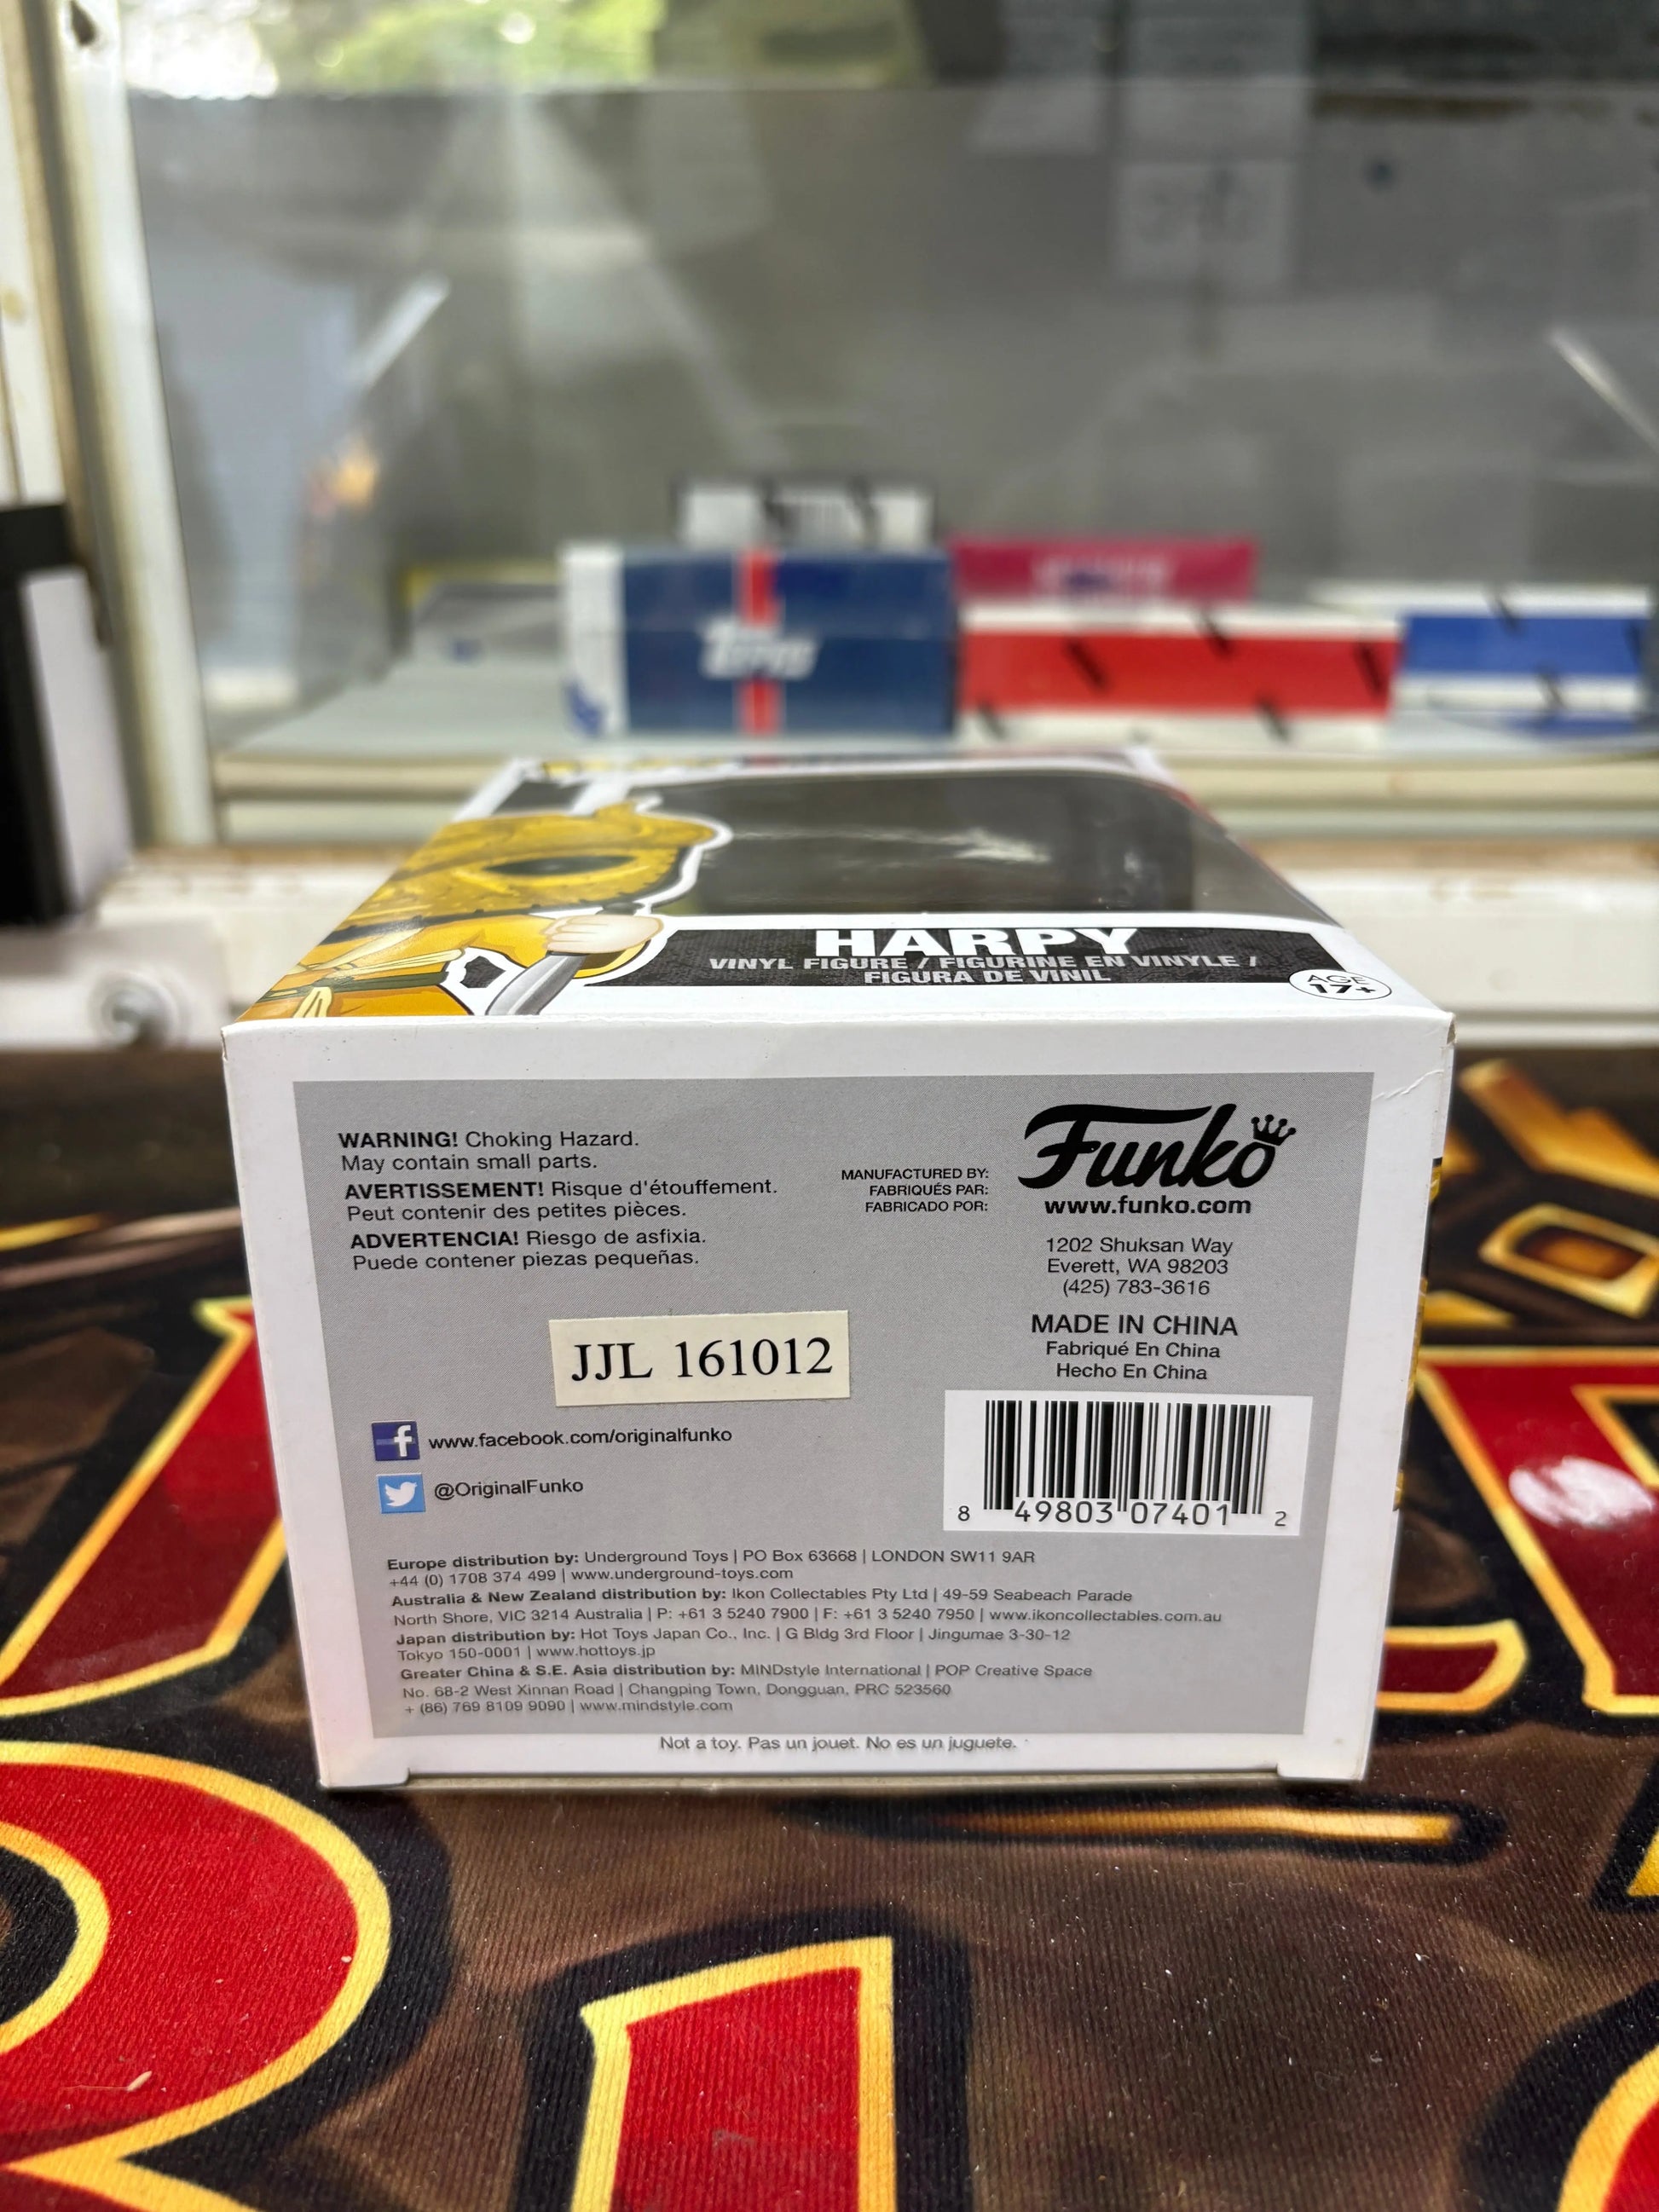 Topps
HARPY
VINYL FIGURE / FIGURINE EN VINYLE /
FIGURA DE VINIL
AGE
17+
WARNING! Choking Hazard.
May contain small parts.
AVERTISSEMENT! Risque d'étouffement.
Peut contenir des petites pièces.
ADVERTENCIA! Riesgo de asfixia.
Puede contener piezas pequeñas.
MANUFACTURED BY:
FABRIQUÉS PAR:
FABRICADO POR:
Funko
www.funko.com
1202 Shuksan Way
Everett, WA 98203
(425) 783-3616
MADE IN CHINA
Fabriqué En China
Hecho En China
JJL 161012
f www.facebook.com/originalfunko
@OriginalFunko
8 49803 07401 2
Europe distribution by: Underground Toys | PO Box 63668 | LONDON SW11 9AR
+44 (0) 1708 374 499 | www.underground-toys.com
Australia & New Zealand distribution by: Ikon Collectables Pty Ltd | 49-59 Seabeach Parade
North Shore, VIC 3214 Australia | P: +61 3 5240 7900 | F: +61 3 5240 7950 | www.ikoncollectables.com.au
Japan distribution by: Hot Toys Japan Co., Inc. | G Bldg 3rd Floor | Jingumae 3-30-12
Tokyo 150-0001 | www.hottoys.jp
Greater China & S.E. Asia distribution by: MINDstyle International | POP Creative Space
No. 68-2 West Xinnan Road | Changping Town, Dongguan, PRC 523560
+ (86) 769 8109 9090 | www.mindstyle.com
Not a toy. Pas un jouet. No es un juguete.